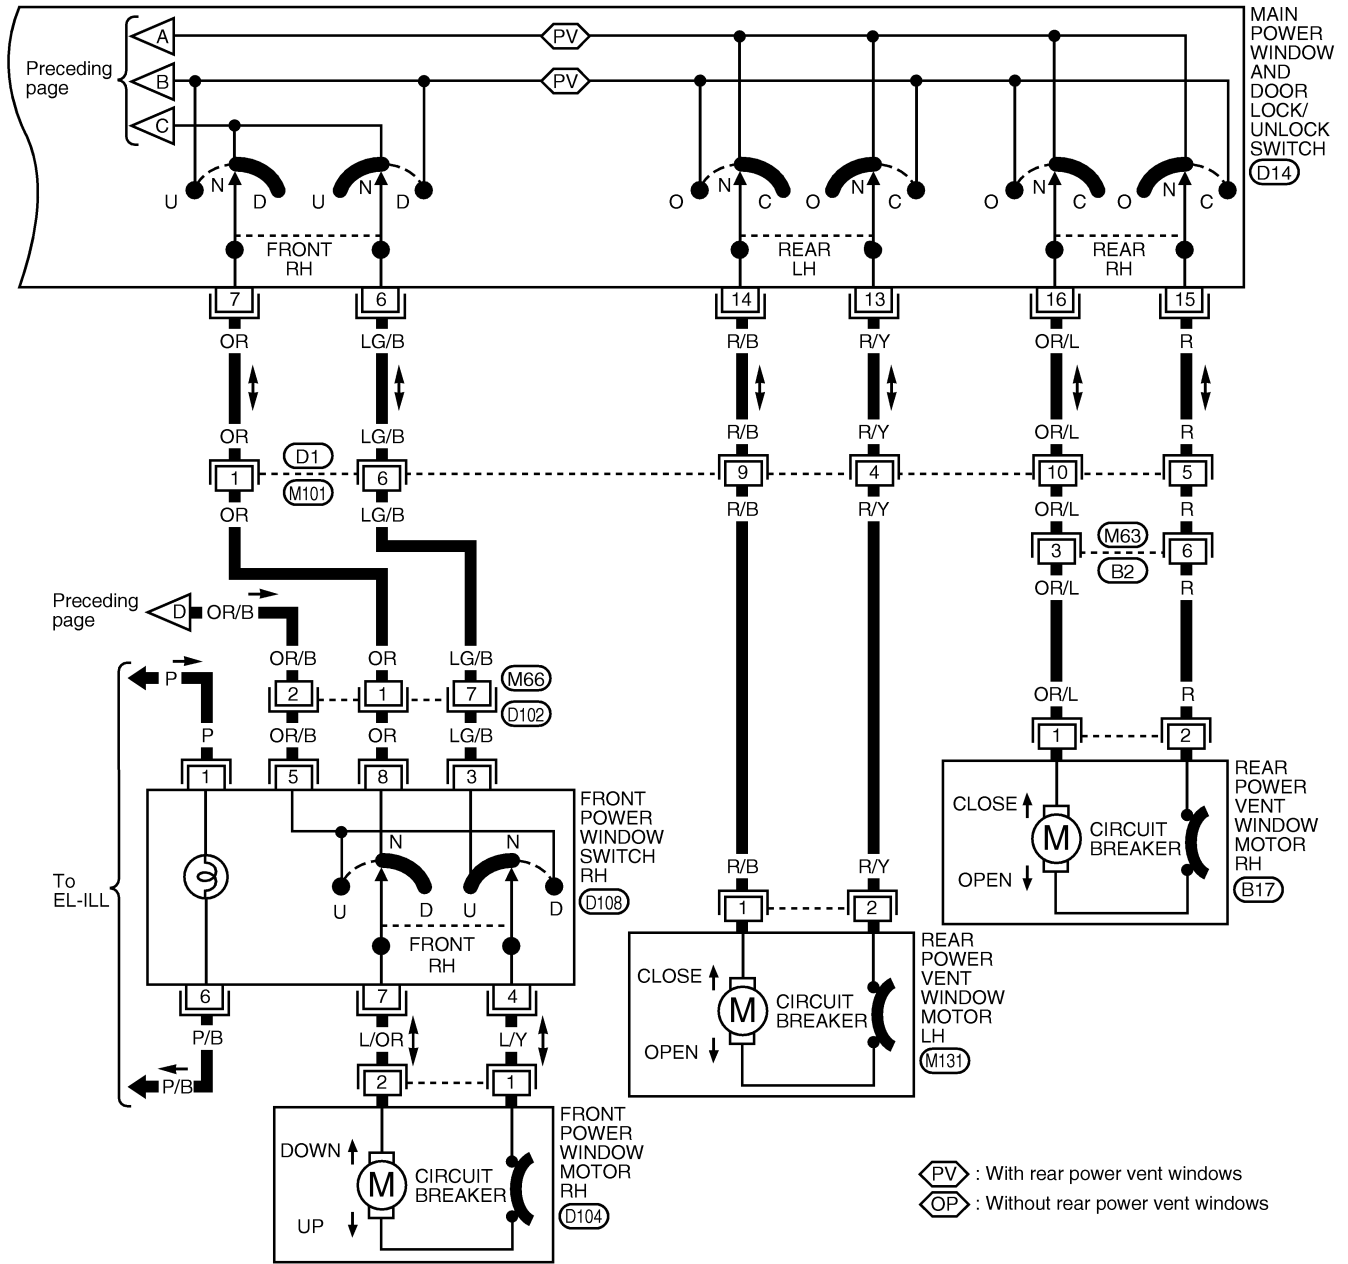 A
PV
MAIN
POWER
WINDOW
AND
DOOR
LOCK/
UNLOCK
SWITCH
D14
Preceding
page
B
PV
C
U
N
D
U
N
D
O
N
C
O
N
C
O
N
C
O
N
C
FRONT
RH
REAR
LH
REAR
RH
7
6
14
13
16
15
OR
LG/B
R/B
R/Y
OR/L
R
OR
LG/B
R/B
R/Y
OR/L
R
1
D1
M101
6
9
4
10
5
OR
LG/B
R/B
R/Y
OR/L
R
3
M63
B2
6
OR/L
R
Preceding
page
D
OR/B
P
OR/B
OR
LG/B
M66
2
1
7
D102
OR/L
R
P
OR/B
OR
LG/B
1
2
1
5
8
3
FRONT
POWER
WINDOW
SWITCH
RH
D108
N
N
U
D
U
D
FRONT
RH
To
EL-ILL
REAR
POWER
VENT
WINDOW
MOTOR
RH
B17
CLOSE
M
CIRCUIT
BREAKER
OPEN
R/B
R/Y
1
2
REAR
POWER
VENT
WINDOW
MOTOR
LH
M131
CLOSE
M
CIRCUIT
BREAKER
OPEN
6
7
4
P/B
L/OR
L/Y
P/B
2
1
FRONT
POWER
WINDOW
MOTOR
RH
D104
DOWN
M
CIRCUIT
BREAKER
UP
PV : With rear power vent windows
OP : Without rear power vent windows